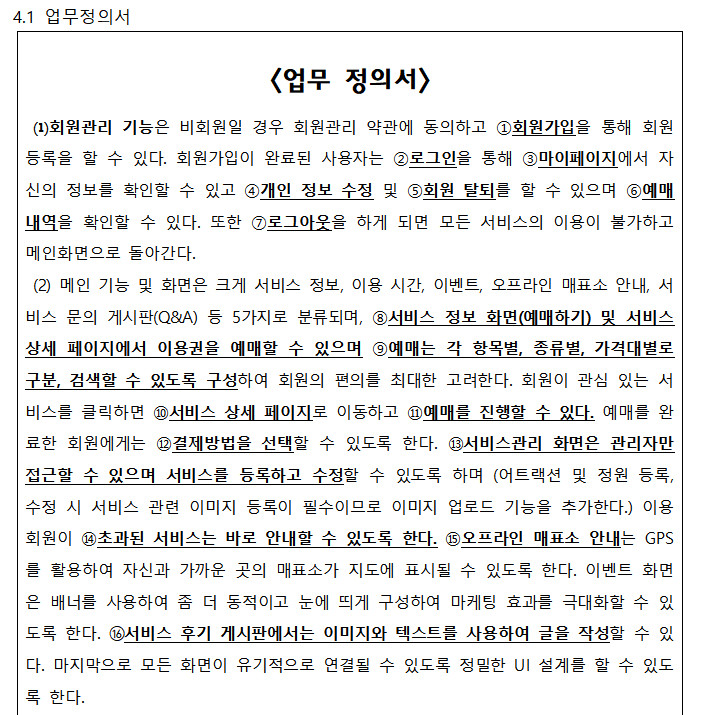 4.1 업무정의서
<업무 정의서>
(1)회원관리 기능은 비회원일 경우 회원관리 약관에 동의하고 ①회원가입을 통해 회원
등록을 할 수 있다. 회원가입이 완료된 사용자는 ②로그인을 통해 ③마이페이지에서 자
신의 정보를 확인할 수 있고 ④개인 정보 수정 및 ⑤회원 탈퇴를 할 수 있으며 ⑥예매
내역을 확인할 수 있다. 또한 ⑦로그아웃을 하게 되면 모든 서비스의 이용이 불가하고
메인화면으로 돌아간다.
(2) 메인 기능 및 화면은 크게 서비스 정보, 이용 시간, 이벤트, 오프라인 매표소 안내, 서
비스 문의 게시판(Q&A) 등 5가지로 분류되며, ⑧서비스 정보 화면(예매하기) 및 서비스
상세 페이지에서 이용권을 예매할 수 있으며 ⑨예매는 각 항목별, 종류별, 가격대별로
구분, 검색할 수 있도록 구성하여 회원의 편의를 최대한 고려한다. 회원이 관심 있는 서
비스를 클릭하면 ⑩서비스 상세 페이지로 이동하고 ⑪예매를 진행할 수 있다. 예매를 완
료한 회원에게는 ⑫결제방법을 선택할 수 있도록 한다. ⑬서비스관리 화면은 관리자만
접근할 수 있으며 서비스를 등록하고 수정할 수 있도록 하며 (어트랙션 및 정원 등록,
수정 시 서비스 관련 이미지 등록이 필수이므로 이미지 업로드 기능을 추가한다.) 이용
회원이 ⑭초과된 서비스는 바로 안내할 수 있도록 한다. ⑮오프라인 매표소 안내는 GPS
를 활용하여 자신과 가까운 곳의 매표소가 지도에 표시될 수 있도록 한다. 이벤트 화면
은 배너를 사용하여 좀 더 동적이고 눈에 띄게 구성하여 마케팅 효과를 극대화할 수 있
도록 한다. ⑯서비스 후기 게시판에서는 이미지와 텍스트를 사용하여 글을 작성할 수 있
다. 마지막으로 모든 화면이 유기적으로 연결될 수 있도록 정밀한 UI 설계를 할 수 있도
록 한다.